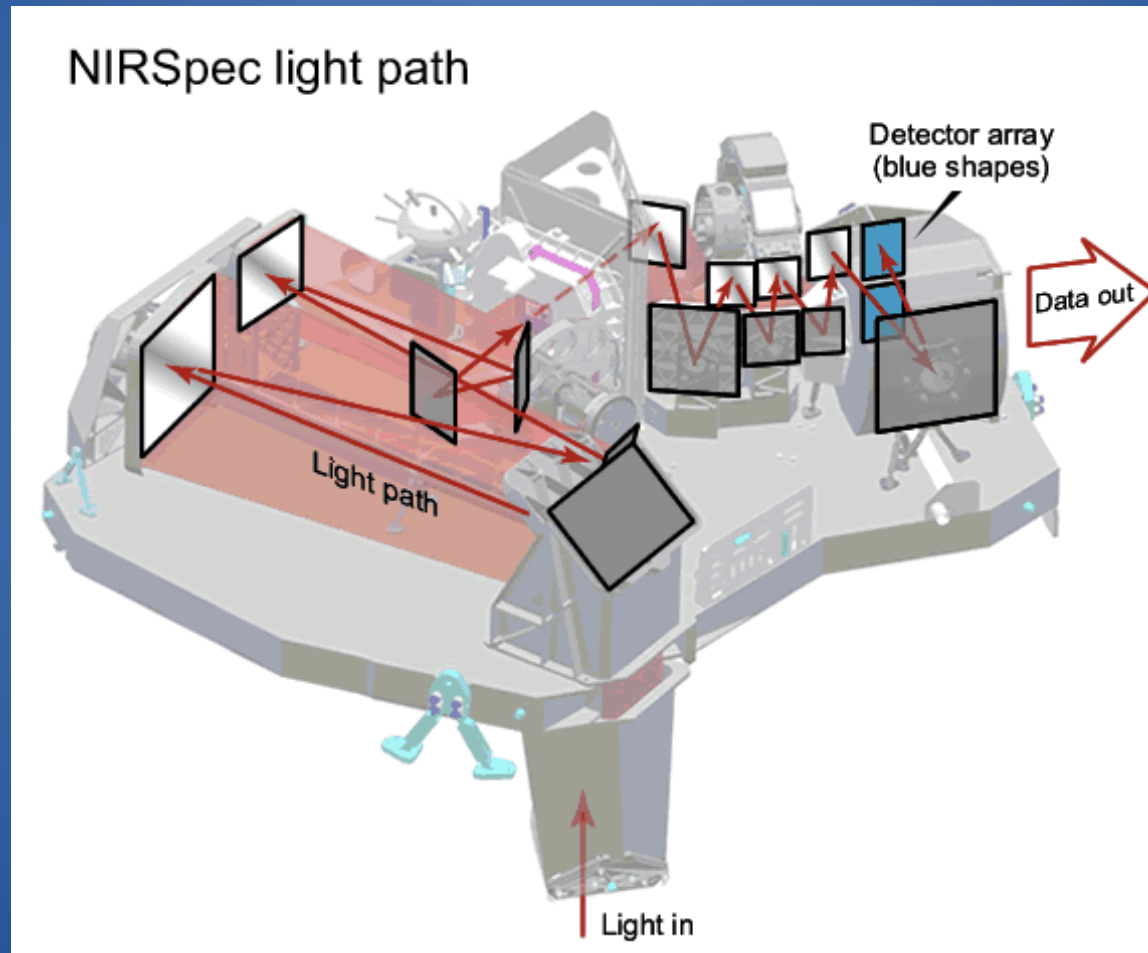 NIRSpec light path
Detector array
(blue shapes)
Data out
Light path
Light in